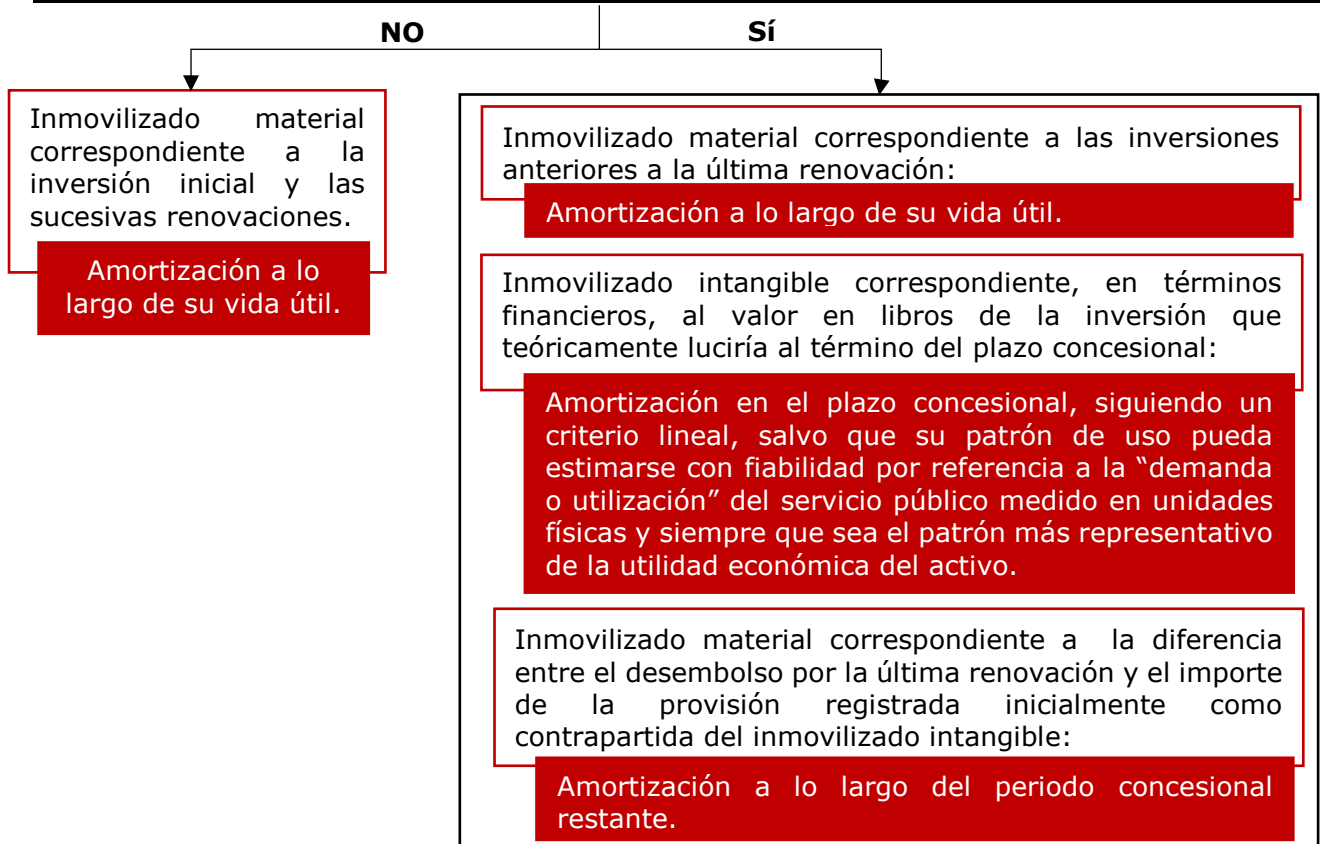 NO
Sí
Inmovilizado material
correspondiente a la
inversión inicial y las
sucesivas renovaciones.
Amortización a lo
largo de su vida útil.
Inmovilizado material correspondiente a las inversiones
anteriores a la última renovación:
Amortización a lo largo de su vida útil.
Inmovilizado intangible correspondiente, en términos
financieros, al valor en libros de la inversión que
teóricamente luciría al término del plazo concesional:
Amortización en el plazo concesional, siguiendo un
criterio lineal, salvo que su patrón de uso pueda
estimarse con fiabilidad por referencia a la “demanda
o utilización” del servicio público medido en unidades
físicas y siempre que sea el patrón más representativo
de la utilidad económica del activo.
Inmovilizado material correspondiente a la diferencia
entre el desembolso por la última renovación y el importe
de la provisión registrada inicialmente como
contrapartida del inmovilizado intangible:
Amortización a lo largo del periodo concesional
restante.